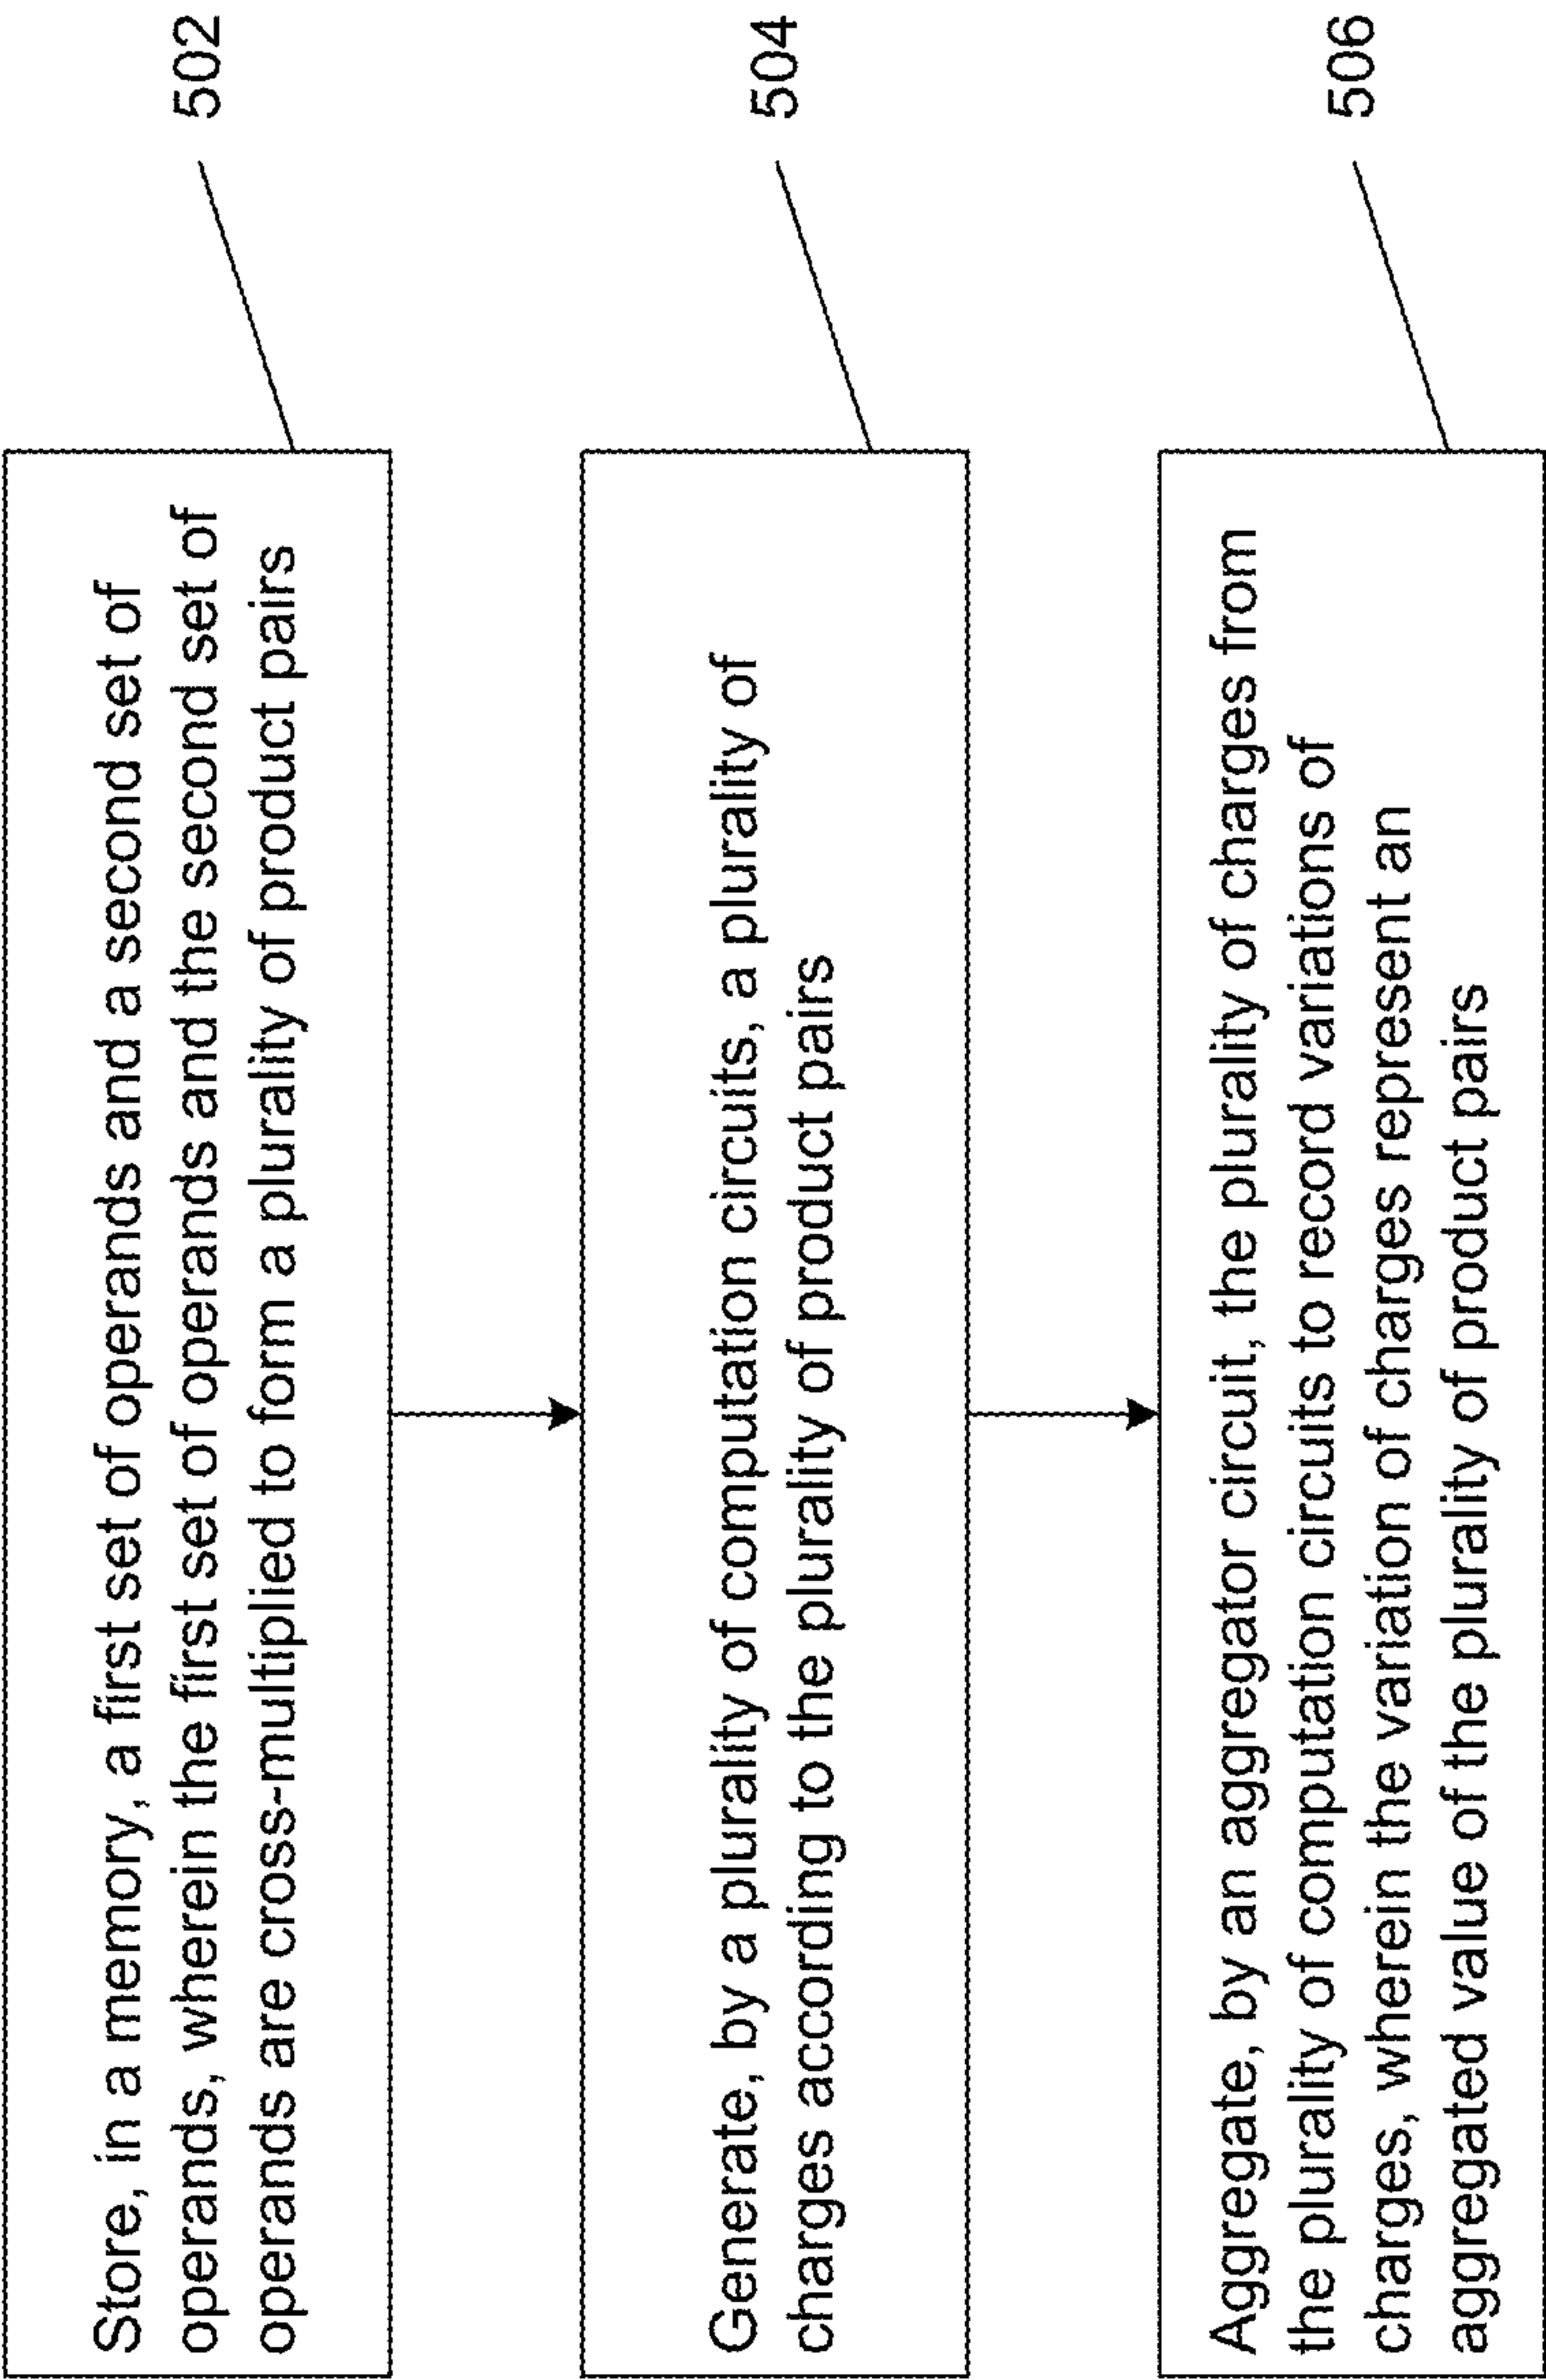 Store, in a memory, a first set of operands and a second set of
operands, wherein the first set of operands and the second set of
operands are cross-multiplied to form a plurality of product pairs
502
Generate, by a plurality of computation circuits, a plurality of
charges according to the plurality of product pairs
504
Aggregate, by an aggregator circuit, the plurality of charges from
the plurality of computation circuits to record variations of
charges, wherein the variation of charges represent an
aggregated value of the plurality of product pairs
506